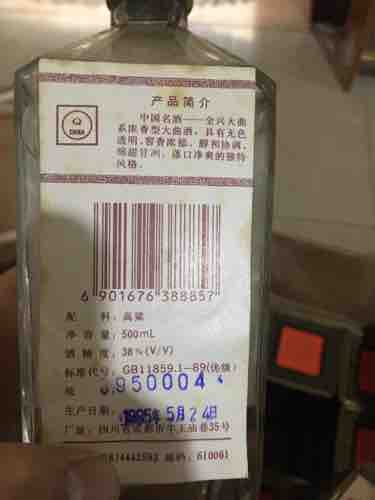 产品简介
CHINA
中国名酒——全兴大曲
系浓香型大曲酒,具有无色
透明、窖香浓郁、醇和协调、
绵甜甘冽、落口净爽的独特
风格。
6 901676 388857
配 料:高粱
净含量:500mL
酒精度:38%(V/V)
标准代号:GB11859.1—89(优级)
950004
生产日期:1995年5月24日
厂址:四川省成都市牛王庙巷35号
4442593 邮码:610061